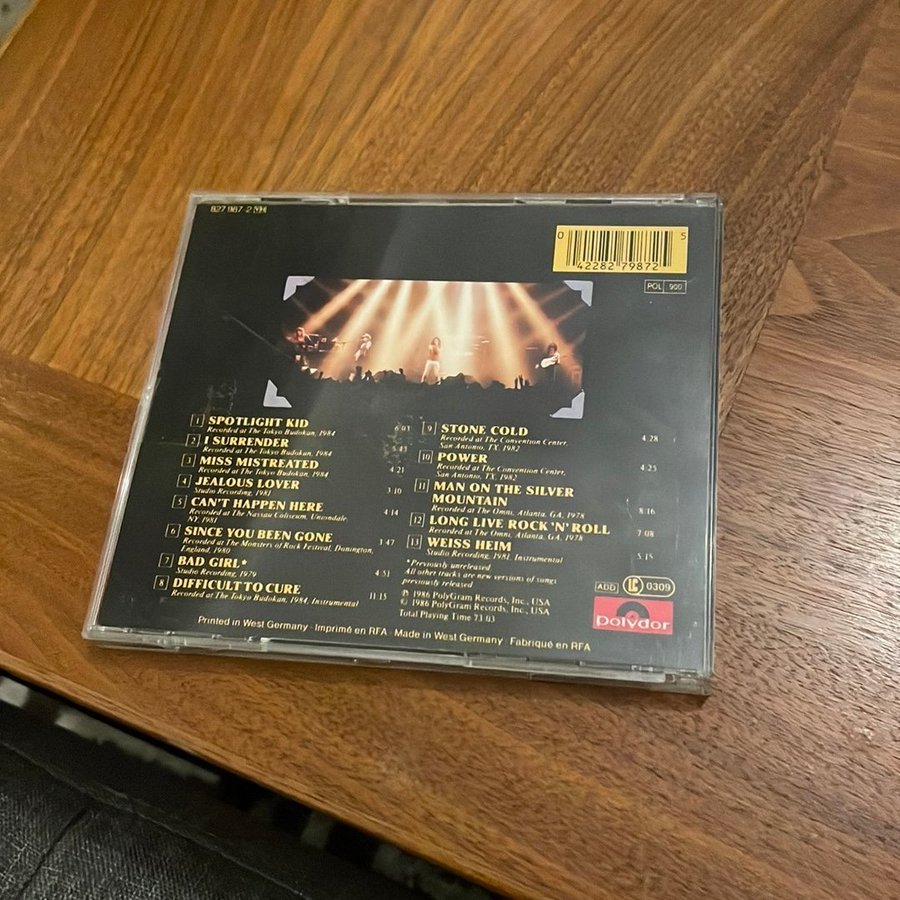 827 987-2
0 42282 79872 5
POL 900
1 SPOTLIGHT KID 6:03
Recorded at The Tokyo Budokan, 1984
2 I SURRENDER 5:43
Recorded at The Tokyo Budokan, 1984
3 MISS MISTREATED 4:21
Recorded at The Tokyo Budokan, 1984
4 JEALOUS LOVER 3:10
Studio Recording, 1981
5 CAN'T HAPPEN HERE 4:14
Recorded at The Nassau Coliseum, Uniondale,
NY, 1981
6 SINCE YOU BEEN GONE 3:47
Recorded at The Monsters of Rock Festival, Donington,
England, 1980
7 BAD GIRL* 4:51
Studio Recording, 1979
8 DIFFICULT TO CURE 11:15
Recorded at The Tokyo Budokan, 1984, Instrumental
9 STONE COLD 4:28
Recorded at The Convention Center,
San Antonio, TX, 1982
10 POWER 4:25
Recorded at The Convention Center,
San Antonio, TX, 1982
11 MAN ON THE SILVER
MOUNTAIN 8:16
Recorded at The Omni, Atlanta, GA, 1978
12 LONG LIVE ROCK 'N' ROLL 7:08
Recorded at The Omni, Atlanta, GA, 1978
13 WEISS HEIM 5:15
Studio Recording, 1981, Instrumental
*Previously unreleased
All other tracks are new versions of songs
previously released
℗ 1986 PolyGram Records, Inc., USA
© 1986 PolyGram Records, Inc., USA
Total Playing Time 73:03
ADD LC 0309
polydor
Printed in West Germany · Imprimé en RFA · Made in West Germany · Fabriqué en RFA